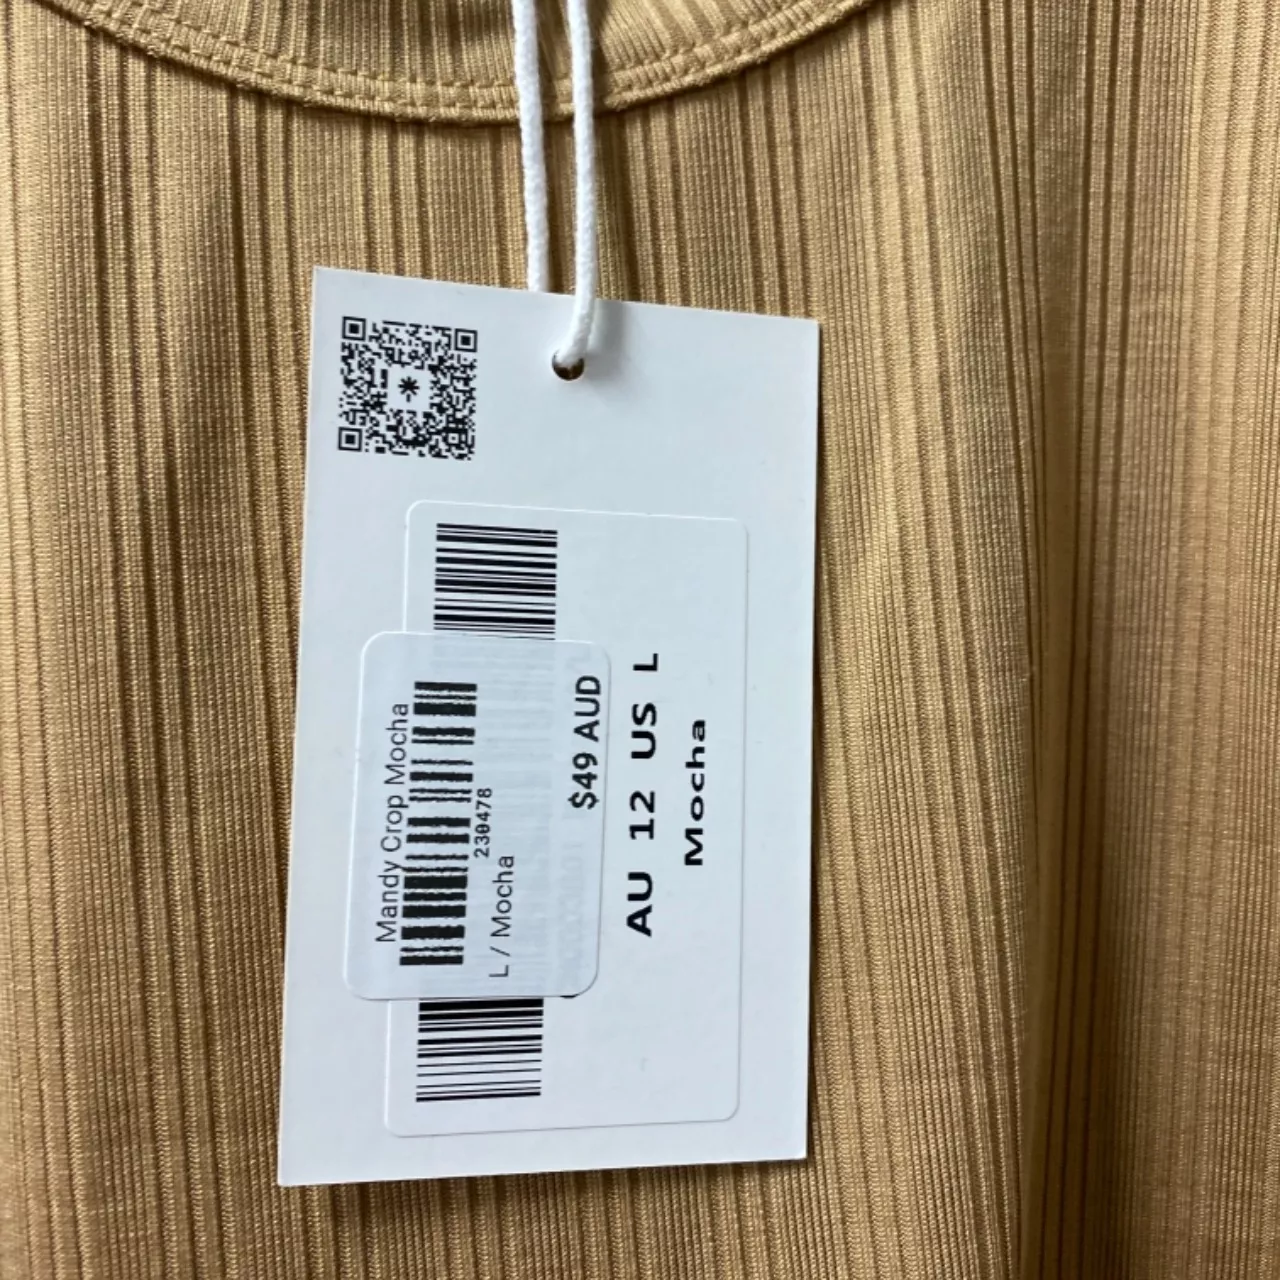 Mandy Crop Mocha
230478
L / Mocha
$49 AUD
AU 12 US L
Mocha